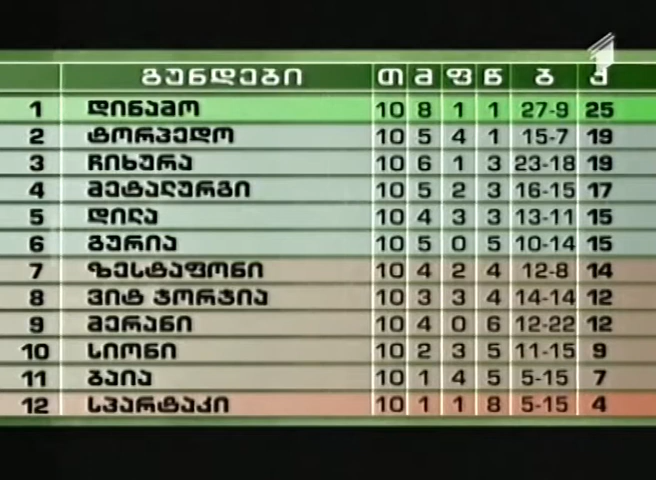 გუნდები თ მ ფ წ ბ ქ
1 დინამო 10 8 1 1 27-9 25
2 ტორპედო 10 5 4 1 15-7 19
3 ჩიხურა 10 6 1 3 23-18 19
4 მეტალურგი 10 5 2 3 16-15 17
5 დილა 10 4 3 3 13-11 15
6 გურია 10 5 0 5 10-14 15
7 ზესტაფონი 10 4 2 4 12-8 14
8 ვიტ ჯორჯია 10 3 3 4 14-14 12
9 მერანი 10 4 0 6 12-22 12
10 სიონი 10 2 3 5 11-15 9
11 ბაია 10 1 4 5 5-15 7
12 სპარტაკი 10 1 1 8 5-15 4